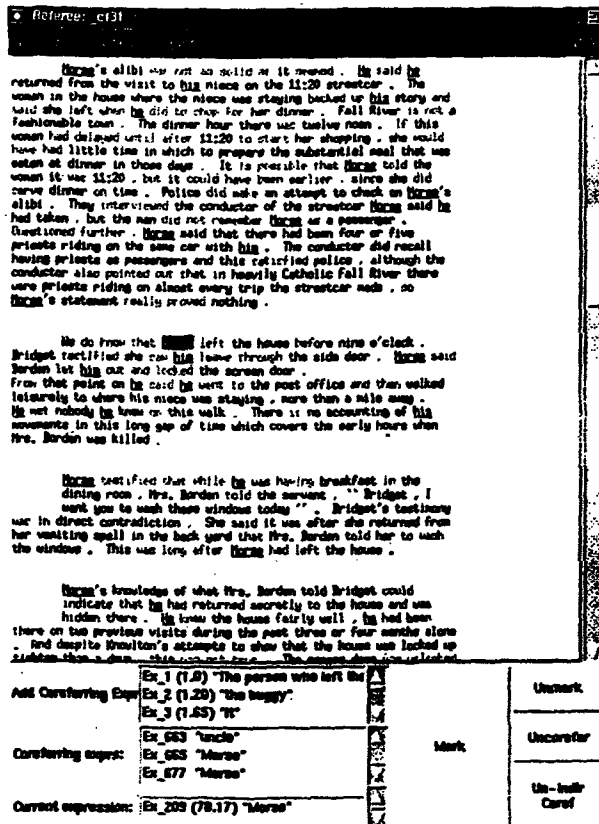 Referee: _cf3f
Morse's alibi was not as solid as it seemed . He said he
returned from the visit to his niece on the 11:20 streetcar . The
woman in the house where the niece was staying backed up his story and
said she left when he did to shop for her dinner . Fall River is not a
fashionable town . The dinner hour there was twelve noon . If this
woman had delayed until after 11:20 to start her shopping , she would
have had little time in which to prepare the substantial meal that was
eaten at dinner in those days . It is possible that Morse told the
woman it was 11:20 , but it could have been earlier , since she did
serve dinner on time . Police did make an attempt to check on Morse's
alibi . They interviewed the conductor of the streetcar Morse said he
had taken , but the man did not remember Morse as a passenger .
Questioned further , Morse said that there had been four or five
priests riding on the same car with him . The conductor did recall
having priests as passengers and this satisfied police , although the
conductor also pointed out that in heavily Catholic Fall River there
were priests riding on almost every trip the streetcar made , so
Morse's statement really proved nothing .
We do know that left the house before nine o'clock .
Bridget testified she saw him leave through the side door . Morse said
Borden let him out and locked the screen door .
From that point on he said he went to the post office and then walked
leisurely to where his niece was staying , more than a mile away .
He met nobody he knew on this walk . There is no accounting of his
movements in this long gap of time which covers the early hours when
Mrs. Borden was killed .
Morse testified that while he was having breakfast in the
dining room , Mrs. Borden told the servant , `` Bridget , I
want you to wash these windows today '' . Bridget's testimony
was in direct contradiction . She said it was after she returned from
her vomiting spell in the back yard that Mrs. Borden told her to wash
the windows . This was long after Morse had left the house .
Morse's knowledge of what Mrs. Borden told Bridget could
indicate that he had returned secretly to the house and was
hidden there . He knew the house fairly well , he had been
there on two previous visits during the past three or four months alone
. And despite Knowlton's attempts to show that the house was locked up
Add Coreferring Expr
Ex_1 (1.0) "The person who left the
Ex_2 (1.20) "the buggy"
Ex_3 (1.65) "It"
Coreferring exprs:
Ex_663 "uncle"
Ex_665 "Morse"
Ex_677 "Morse"
Current expression:
Ex_209 (78.17) "Morse"
Mark
Unmark
Uncorefer
Un-indir
Coref